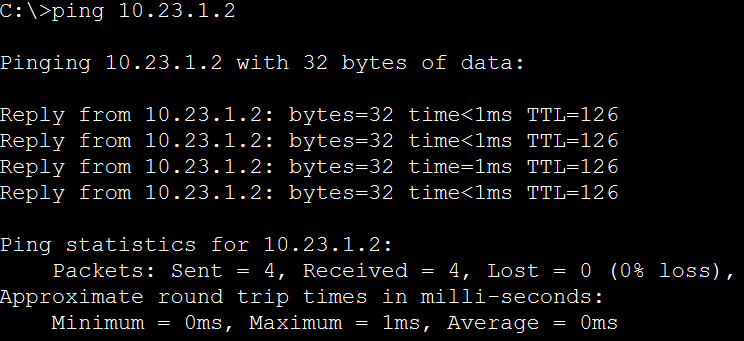 C:\>ping 10.23.1.2
Pinging 10.23.1.2 with 32 bytes of data:
Reply from 10.23.1.2: bytes=32 time<1ms TTL=126
Reply from 10.23.1.2: bytes=32 time<1ms TTL=126
Reply from 10.23.1.2: bytes=32 time=1ms TTL=126
Reply from 10.23.1.2: bytes=32 time<1ms TTL=126
Ping statistics for 10.23.1.2:
    Packets: Sent = 4, Received = 4, Lost = 0 (0% loss),
Approximate round trip times in milli-seconds:
    Minimum = 0ms, Maximum = 1ms, Average = 0ms